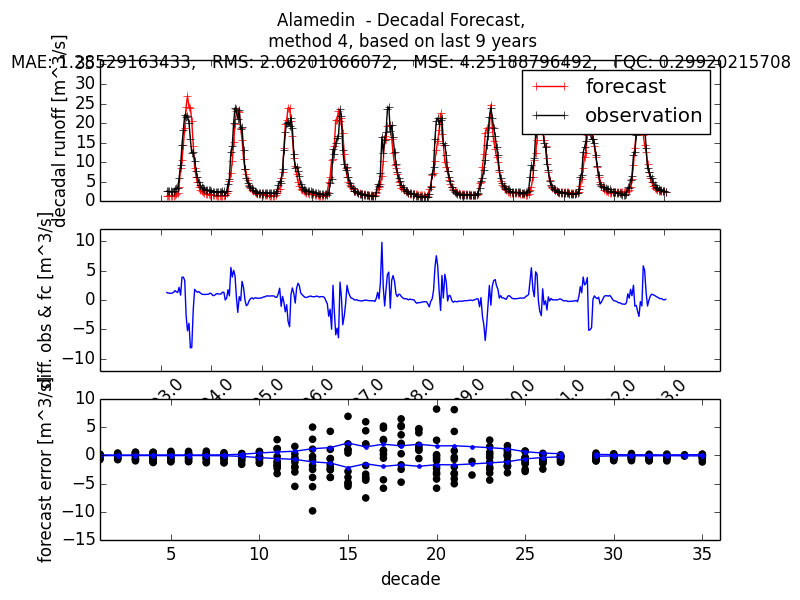 Alamedin  - Decadal Forecast,
method 4, based on last 9 years
MAE: 1.28529163433,   RMS: 2.06201066072,   MSE: 4.25188796492,   FQC: 0.29920215708
decadal runoff [m^3/s]
35
30
25
20
15
10
5
0
forecast
observation
diff. obs & fc [m^3/s]
10
5
0
−5
−10
03.0 04.0 05.0 06.0 07.0 08.0 09.0 10.0 11.0 12.0 13.0
forecast error [m^3/s]
10
5
0
−5
−10
−15
5 10 15 20 25 30 35
decade